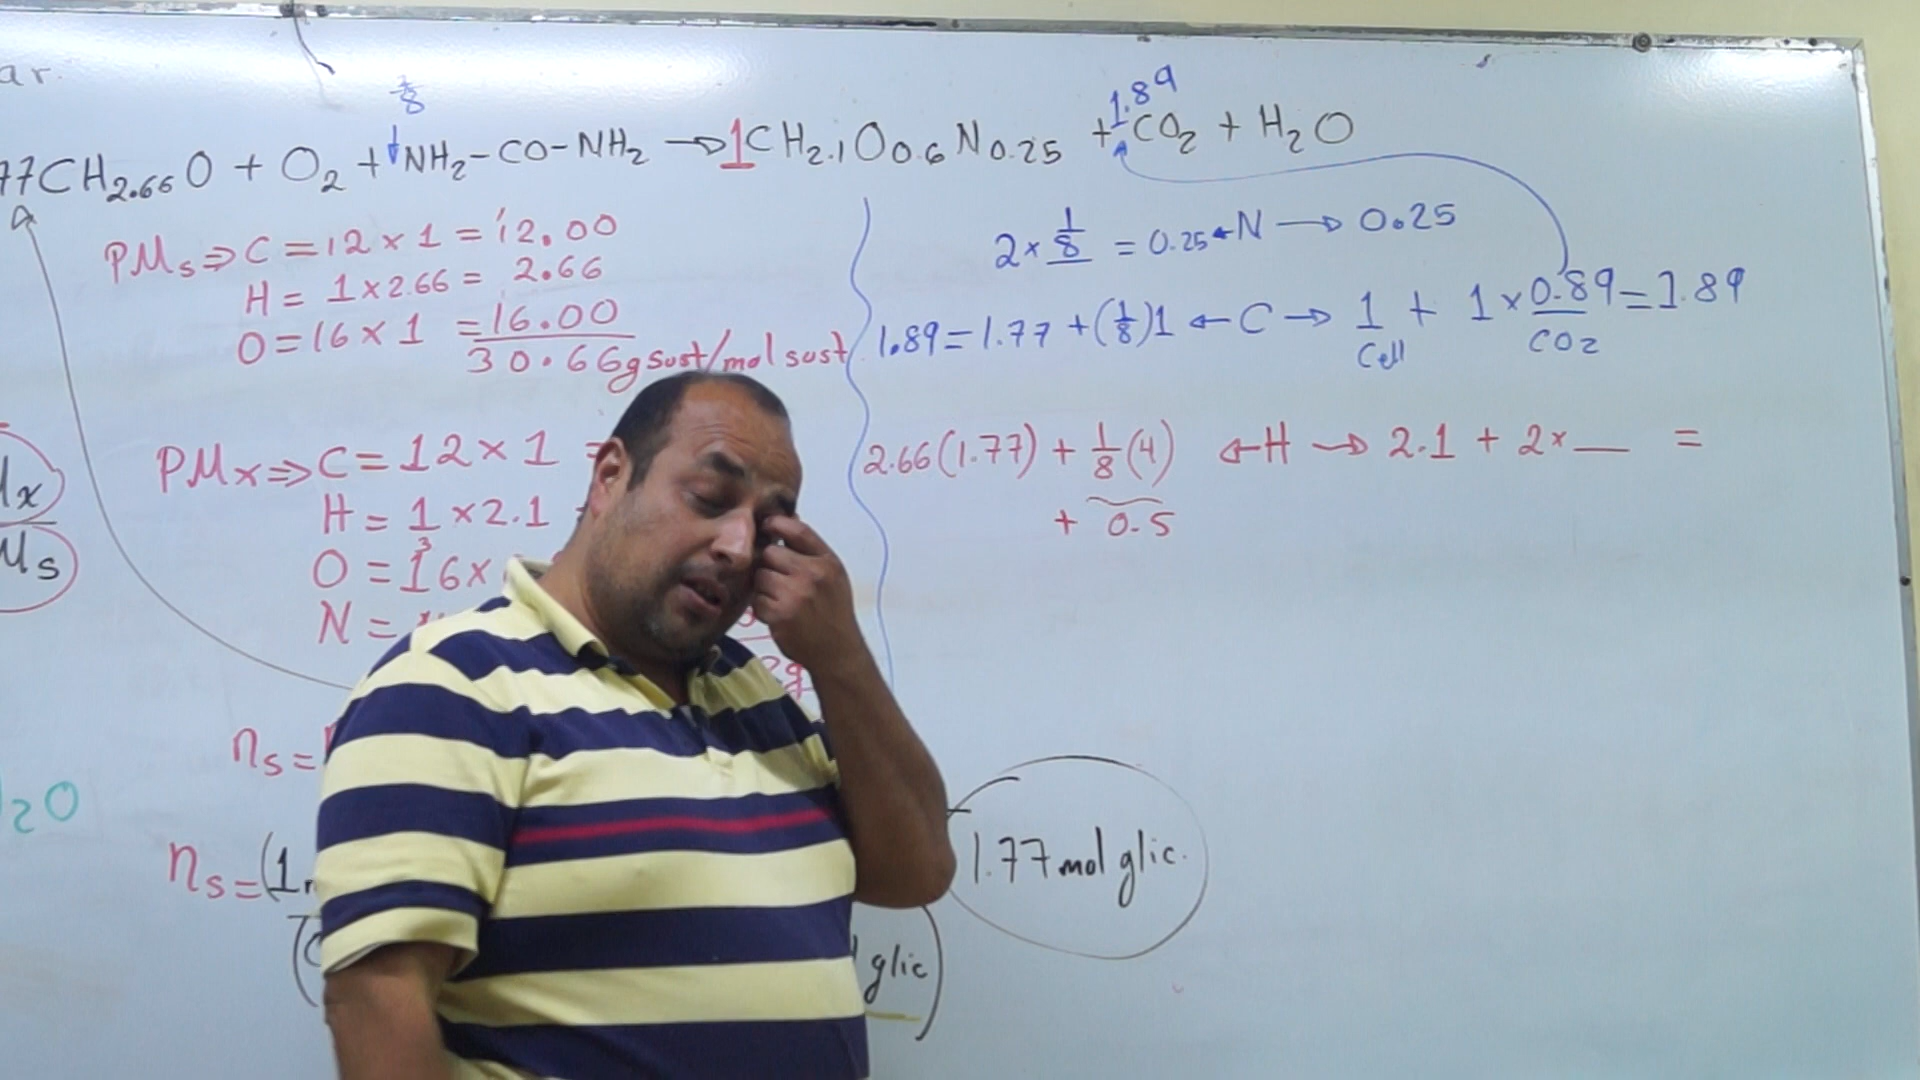 ar.
1/8 1.89
77CH2.66O + O2 + NH2-CO-NH2 → 1CH2.1O0.6N0.25 + CO2 + H2O
PMs ⇒ C = 12 x 1 = 12.00
H = 1 x 2.66 = 2.66
O = 16 x 1 = 16.00
30.66g sust/mol sust
2 x 1/8 = 0.25 ← N → 0.25
1.89 = 1.77 + (1/8)1 ← C → 1 + 1 x 0.89 = 1.89
Cell CO2
PMx ⇒ C = 12 x 1 =
H = 1 x 2.1
O = 16 x
N =
2.66(1.77) + 1/8(4) ← H → 2.1 + 2 x __ =
+ 0.5
x
Ms
ns =
2O
ns = (1
glic)
1.77 mol glic.